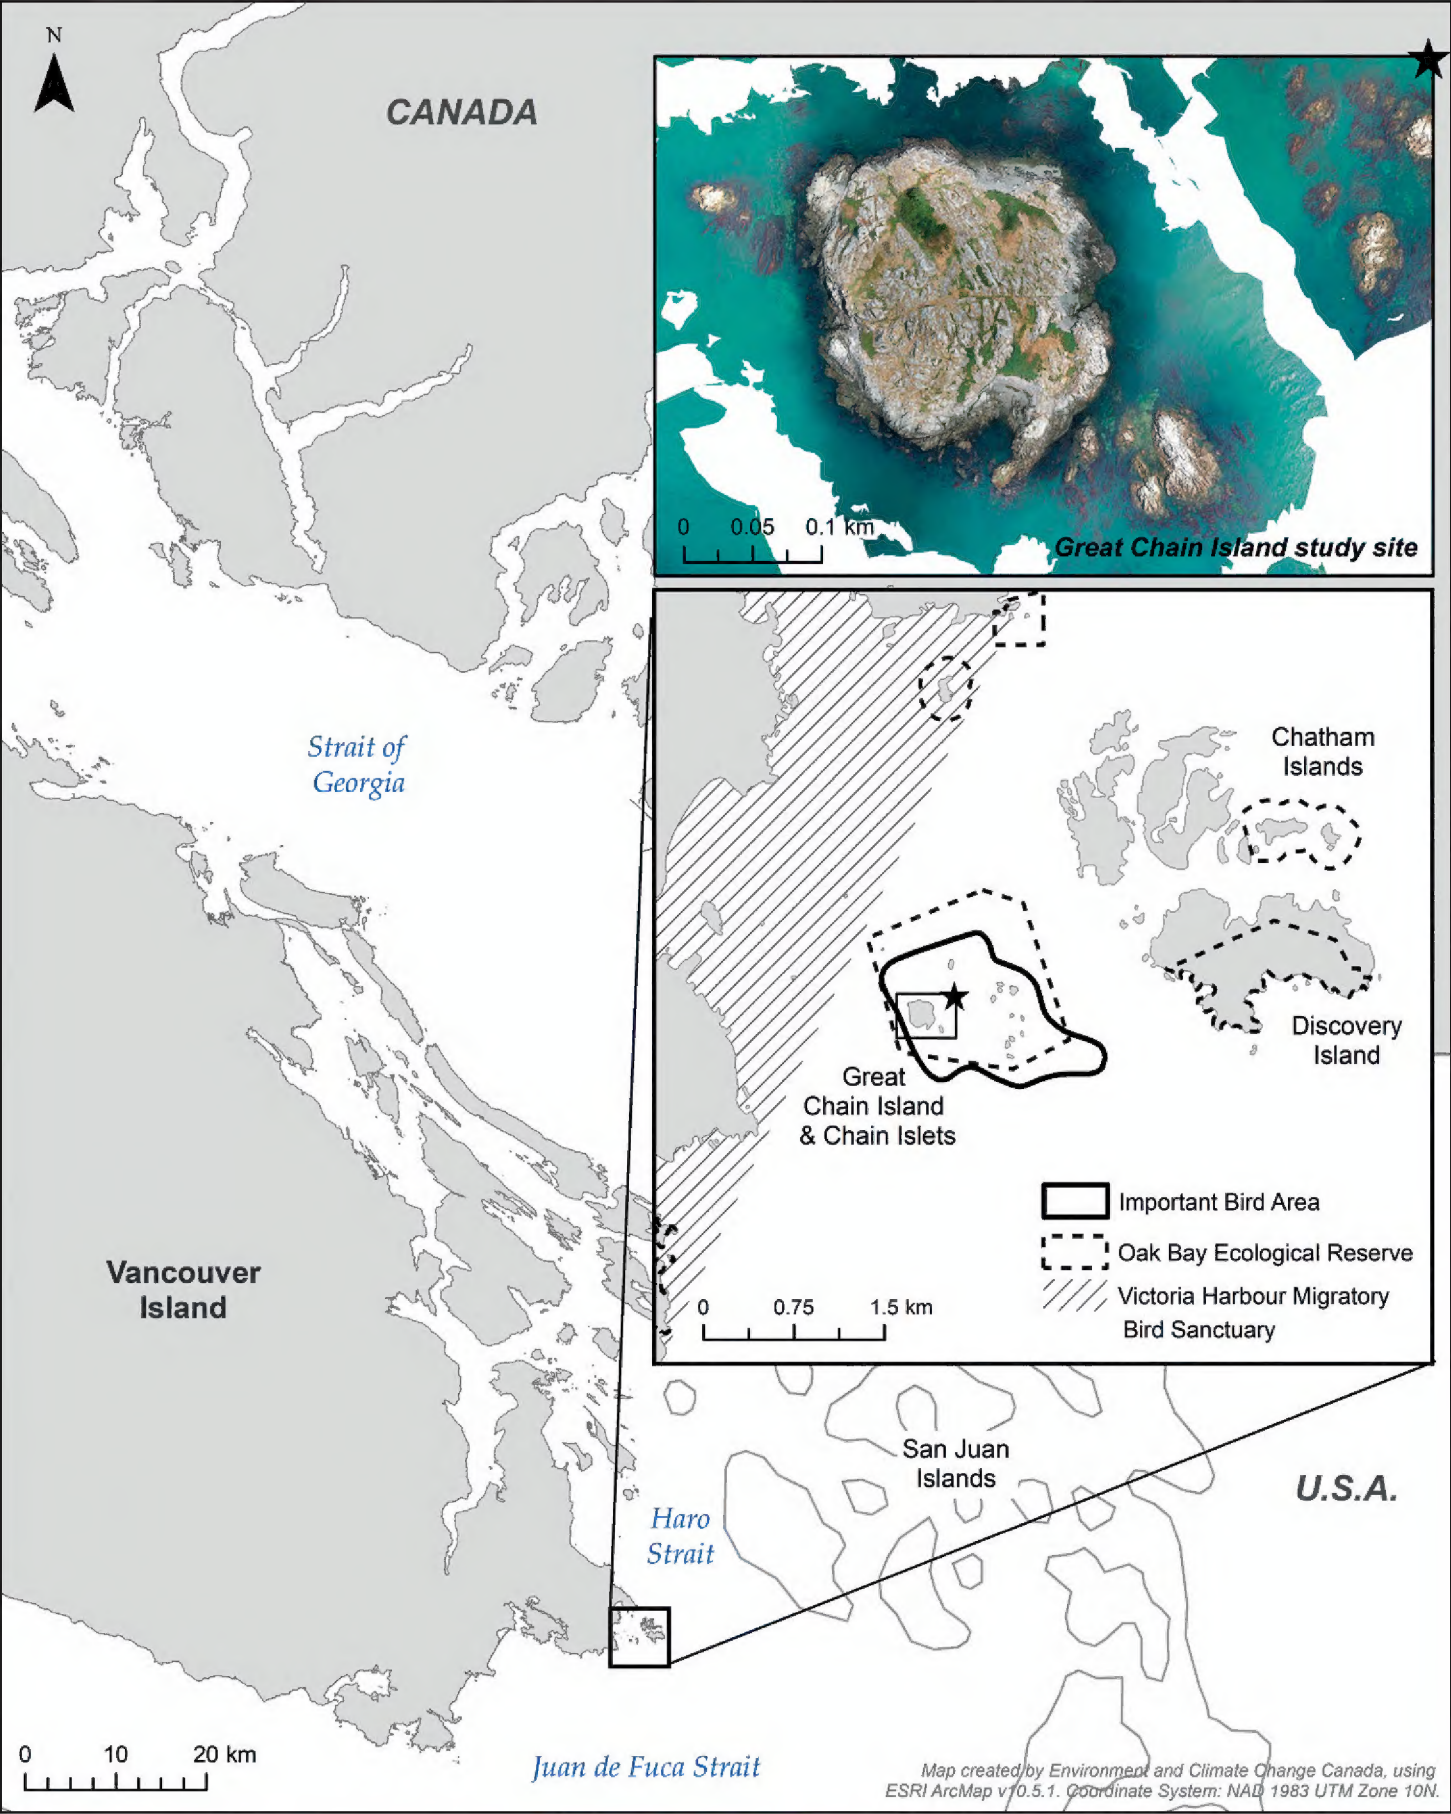 N
CANADA
0 0.05 0.1 km
Great Chain Island study site
Strait of
Georgia
Chatham
Islands
Discovery
Island
Great
Chain Island
& Chain Islets
Important Bird Area
Oak Bay Ecological Reserve
Victoria Harbour Migratory
Bird Sanctuary
0 0.75 1.5 km
Vancouver
Island
San Juan
Islands
U.S.A.
Haro
Strait
0 10 20 km
Juan de Fuca Strait
Map created by Environment and Climate Change Canada, using
ESRI ArcMap v10.5.1. Coordinate System: NAD 1983 UTM Zone 10N.